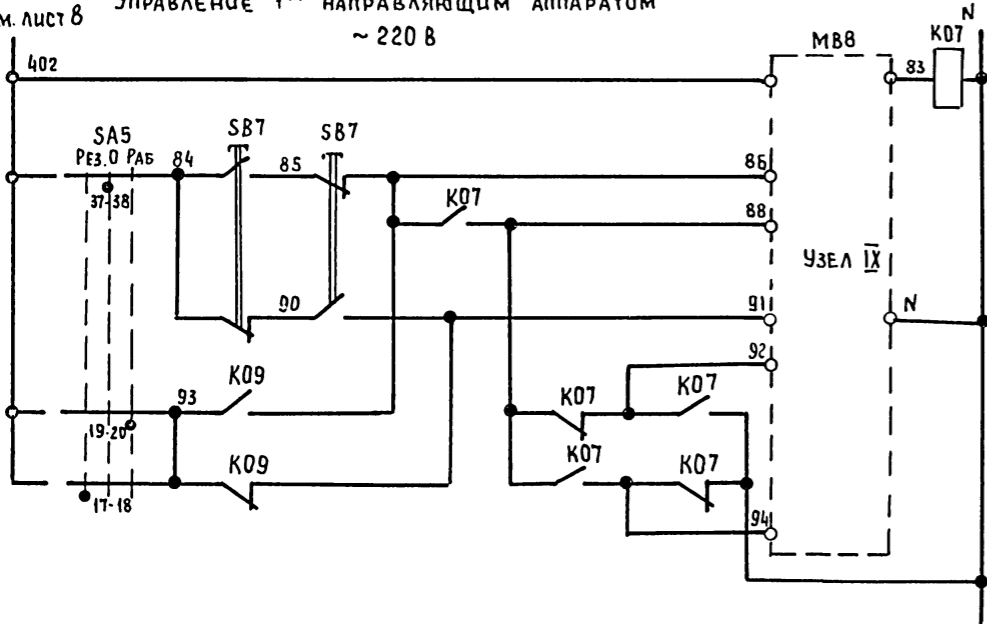 УПРАВЛЕНИЕ 1ым НАПРАВЛЯЮЩИМ АППАРАТОМ
м. ЛИСТ 8
~ 220 В
N
402
МВ8
83
К07
SA5
РЕЗ. О РАБ
84
SB7
85
SB7
86
37-38
К07
88
УЗЕЛ IX
90
91
N
92
93
К09
К07
К07
19-20
К09
К07
К07
17-18
94